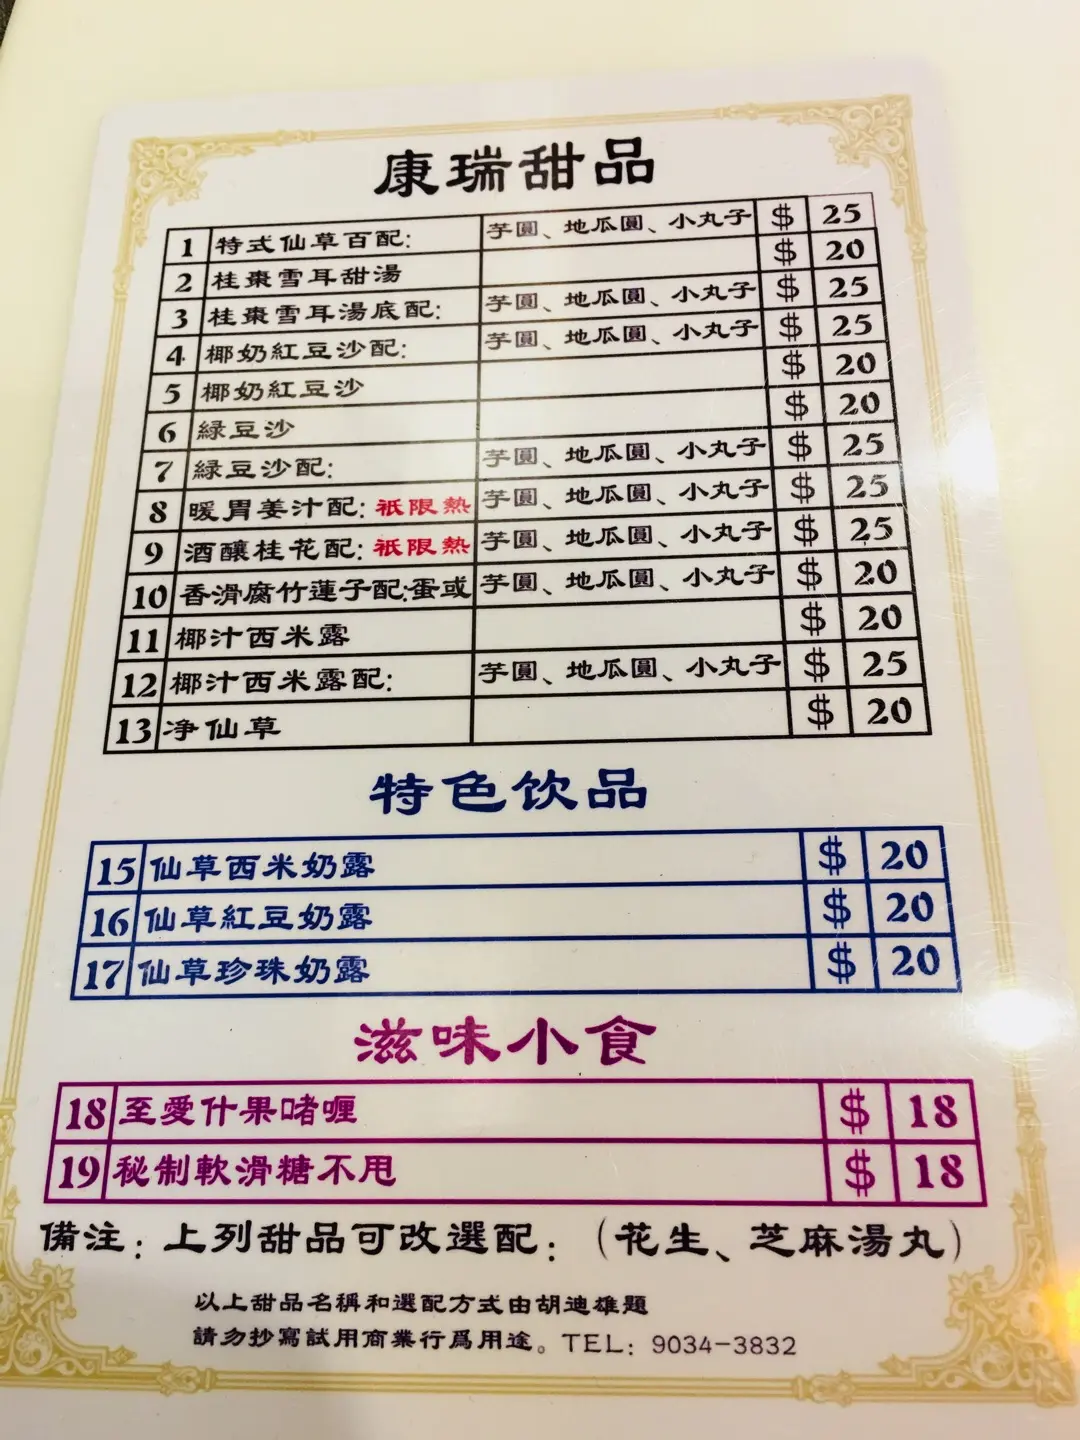 康瑞甜品
1 特式仙草百配: 芋圓、地瓜圓、小丸子 $ 25
2 桂棗雪耳甜湯 $ 20
3 桂棗雪耳湯底配: 芋圓、地瓜圓、小丸子 $ 25
4 椰奶紅豆沙配: 芋圓、地瓜圓、小丸子 $ 25
5 椰奶紅豆沙 $ 20
6 緑豆沙 $ 20
7 緑豆沙配: 芋圓、地瓜圓、小丸子 $ 25
8 暖胃姜汁配: 祇限熱 芋圓、地瓜圓、小丸子 $ 25
9 酒釀桂花配: 祇限熱 芋圓、地瓜圓、小丸子 $ 25
10 香滑腐竹蓮子配:蛋或 芋圓、地瓜圓、小丸子 $ 20
11 椰汁西米露 $ 20
12 椰汁西米露配: 芋圓、地瓜圓、小丸子 $ 25
13 净仙草 $ 20
特色饮品
15 仙草西米奶露 $ 20
16 仙草紅豆奶露 $ 20
17 仙草珍珠奶露 $ 20
滋味小食
18 至愛什果啫喱 $ 18
19 秘制軟滑糖不甩 $ 18
備注: 上列甜品可改選配: (花生、芝麻湯丸)
以上甜品名稱和選配方式由胡迪雄題
請勿抄寫試用商業行爲用途。TEL: 9034-3832